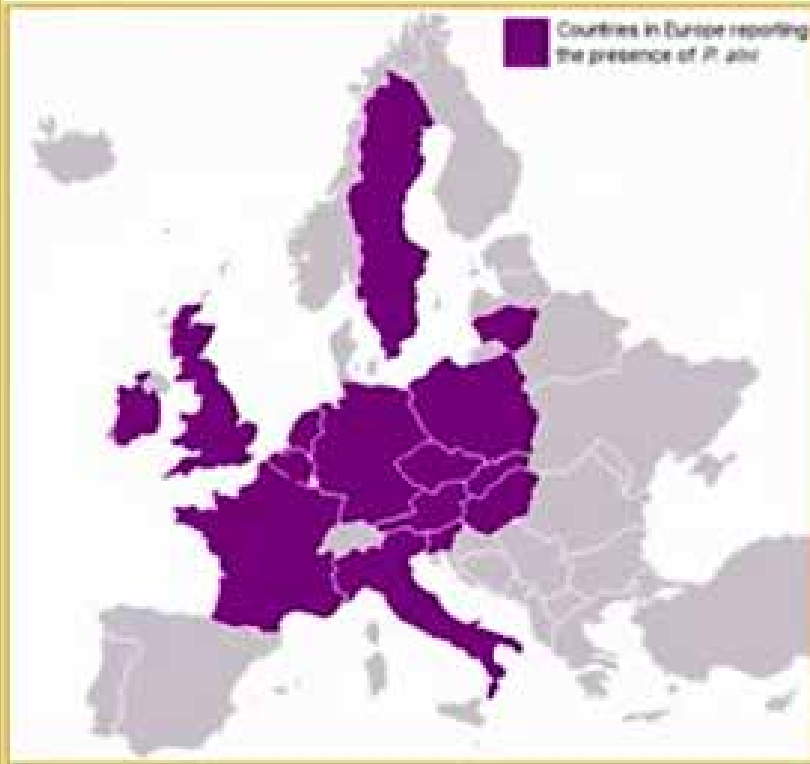 Countries in Europe reporting
the presence of P. alni